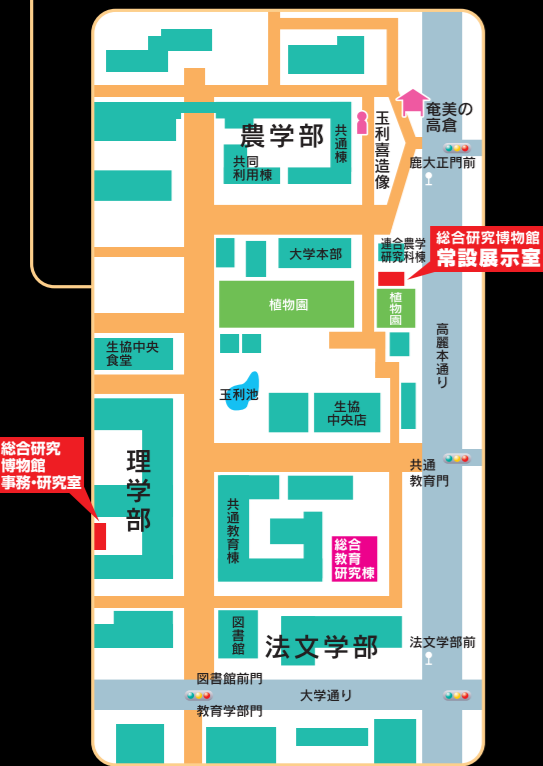 奄美の
高倉
玉利喜造像
農学部
共通棟
共同
利用棟
鹿大正門前
総合研究博物館
常設展示室
連合農学
研究科棟
大学本部
植物園
植物園
高麗本通り
生協中央
食堂
玉利池
生協
中央店
総合研究
博物館
事務・研究室
理学部
共通
教育門
共通教育棟
総合
教育
研究棟
図書館
法文学部
法文学部前
図書館前門
大学通り
教育学部門